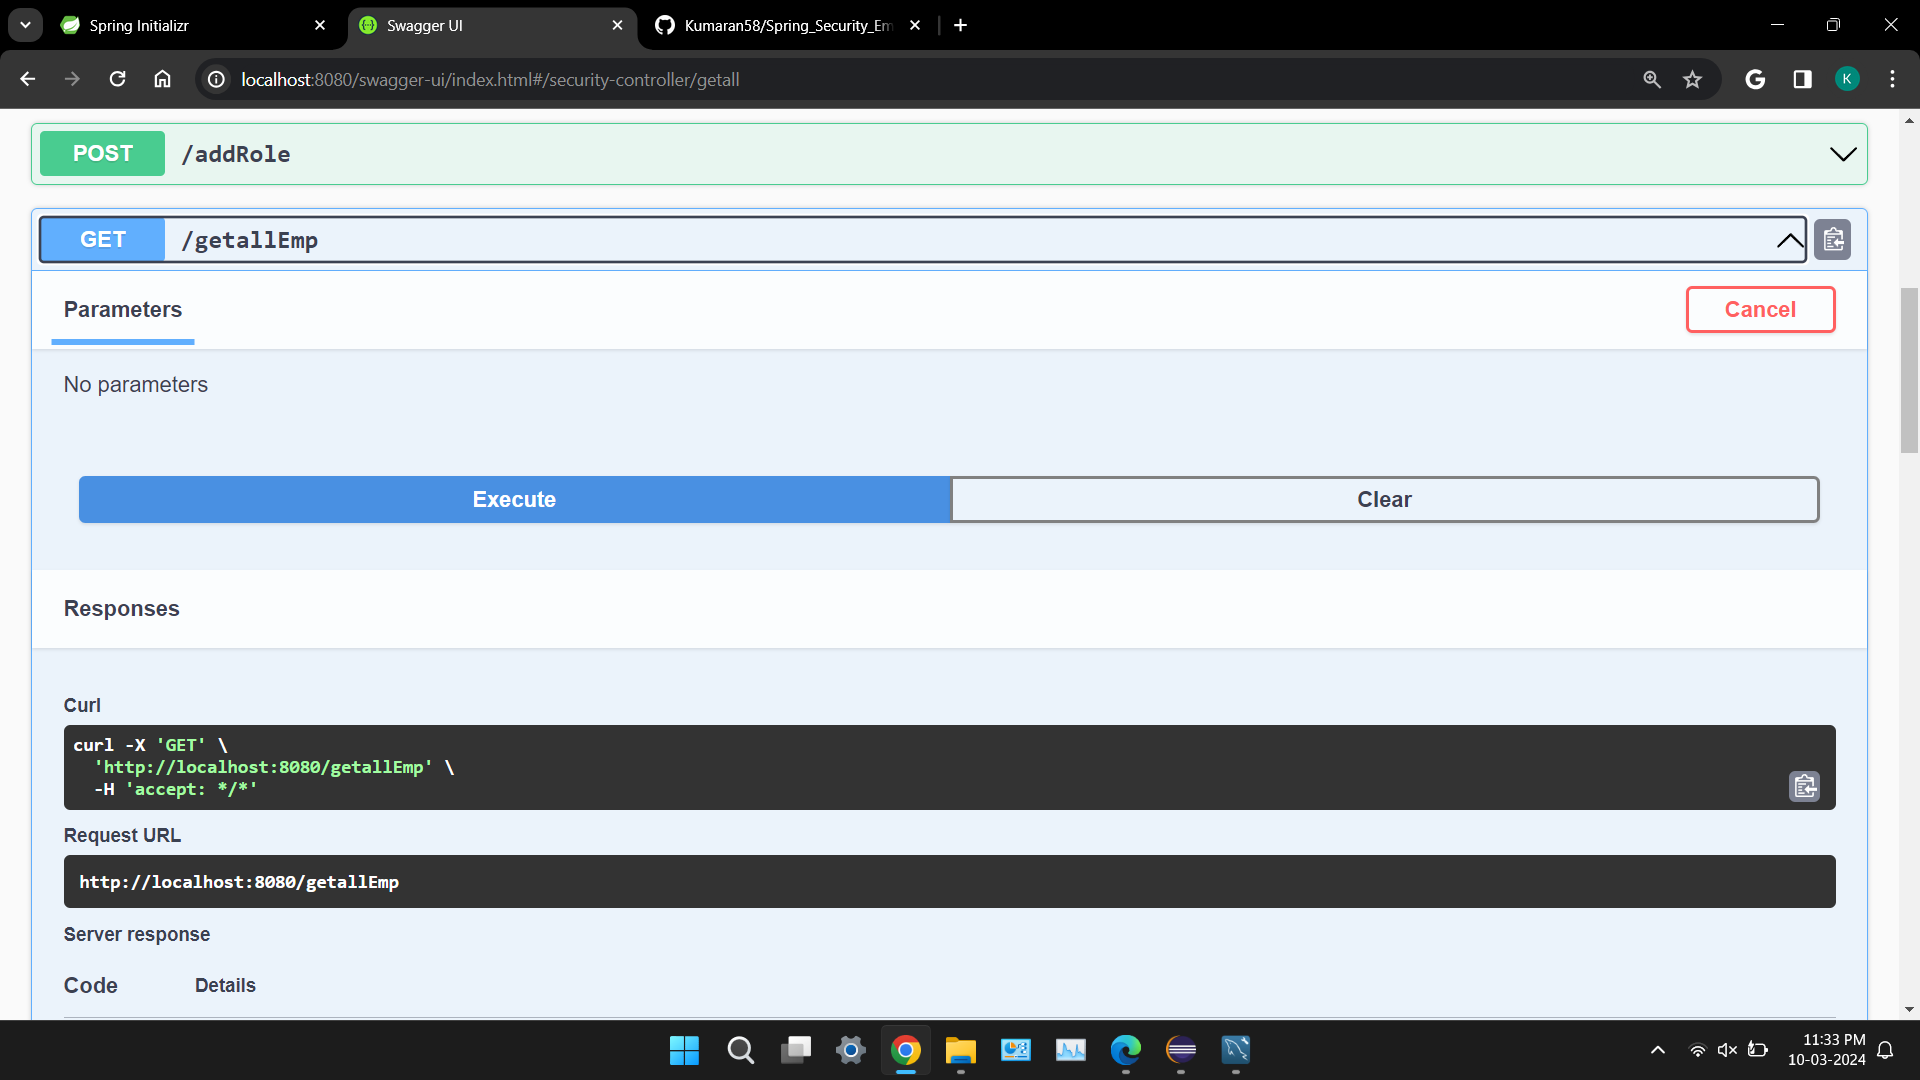 Spring Initializr
Swagger UI
Kumaran58/Spring_Security_Em
localhost:8080/swagger-ui/index.html#/security-controller/getall
K
POST /addRole
GET /getallEmp
Parameters
Cancel
No parameters
Execute
Clear
Responses
Curl
curl -X 'GET' \
'http://localhost:8080/getallEmp' \
-H 'accept: */*'
Request URL
http://localhost:8080/getallEmp
Server response
Code Details
11:33 PM
10-03-2024